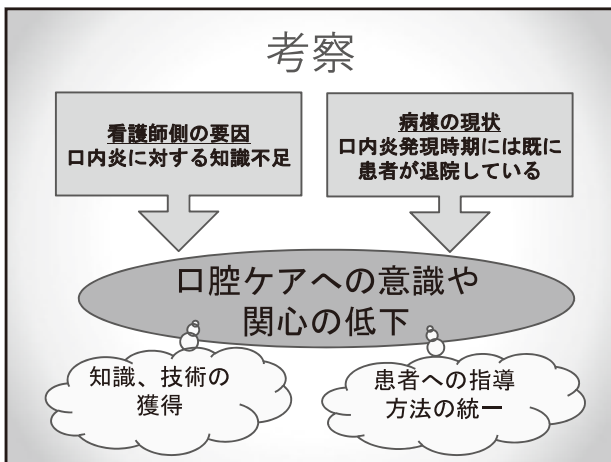 考察
看護師側の要因
口内炎に対する知識不足
病棟の現状
口内炎発現時期には既に
患者が退院している
口腔ケアへの意識や
関心の低下
知識、技術の
獲得
患者への指導
方法の統一